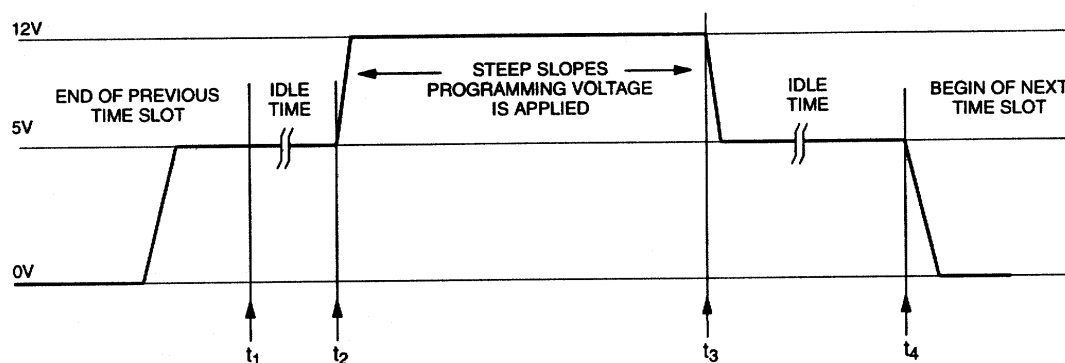 12V
STEEP SLOPES
PROGRAMMING VOLTAGE
IS APPLIED
END OF PREVIOUS
TIME SLOT
IDLE
TIME
IDLE
TIME
BEGIN OF NEXT
TIME SLOT
5V
0V
t1
t2
t3
t4